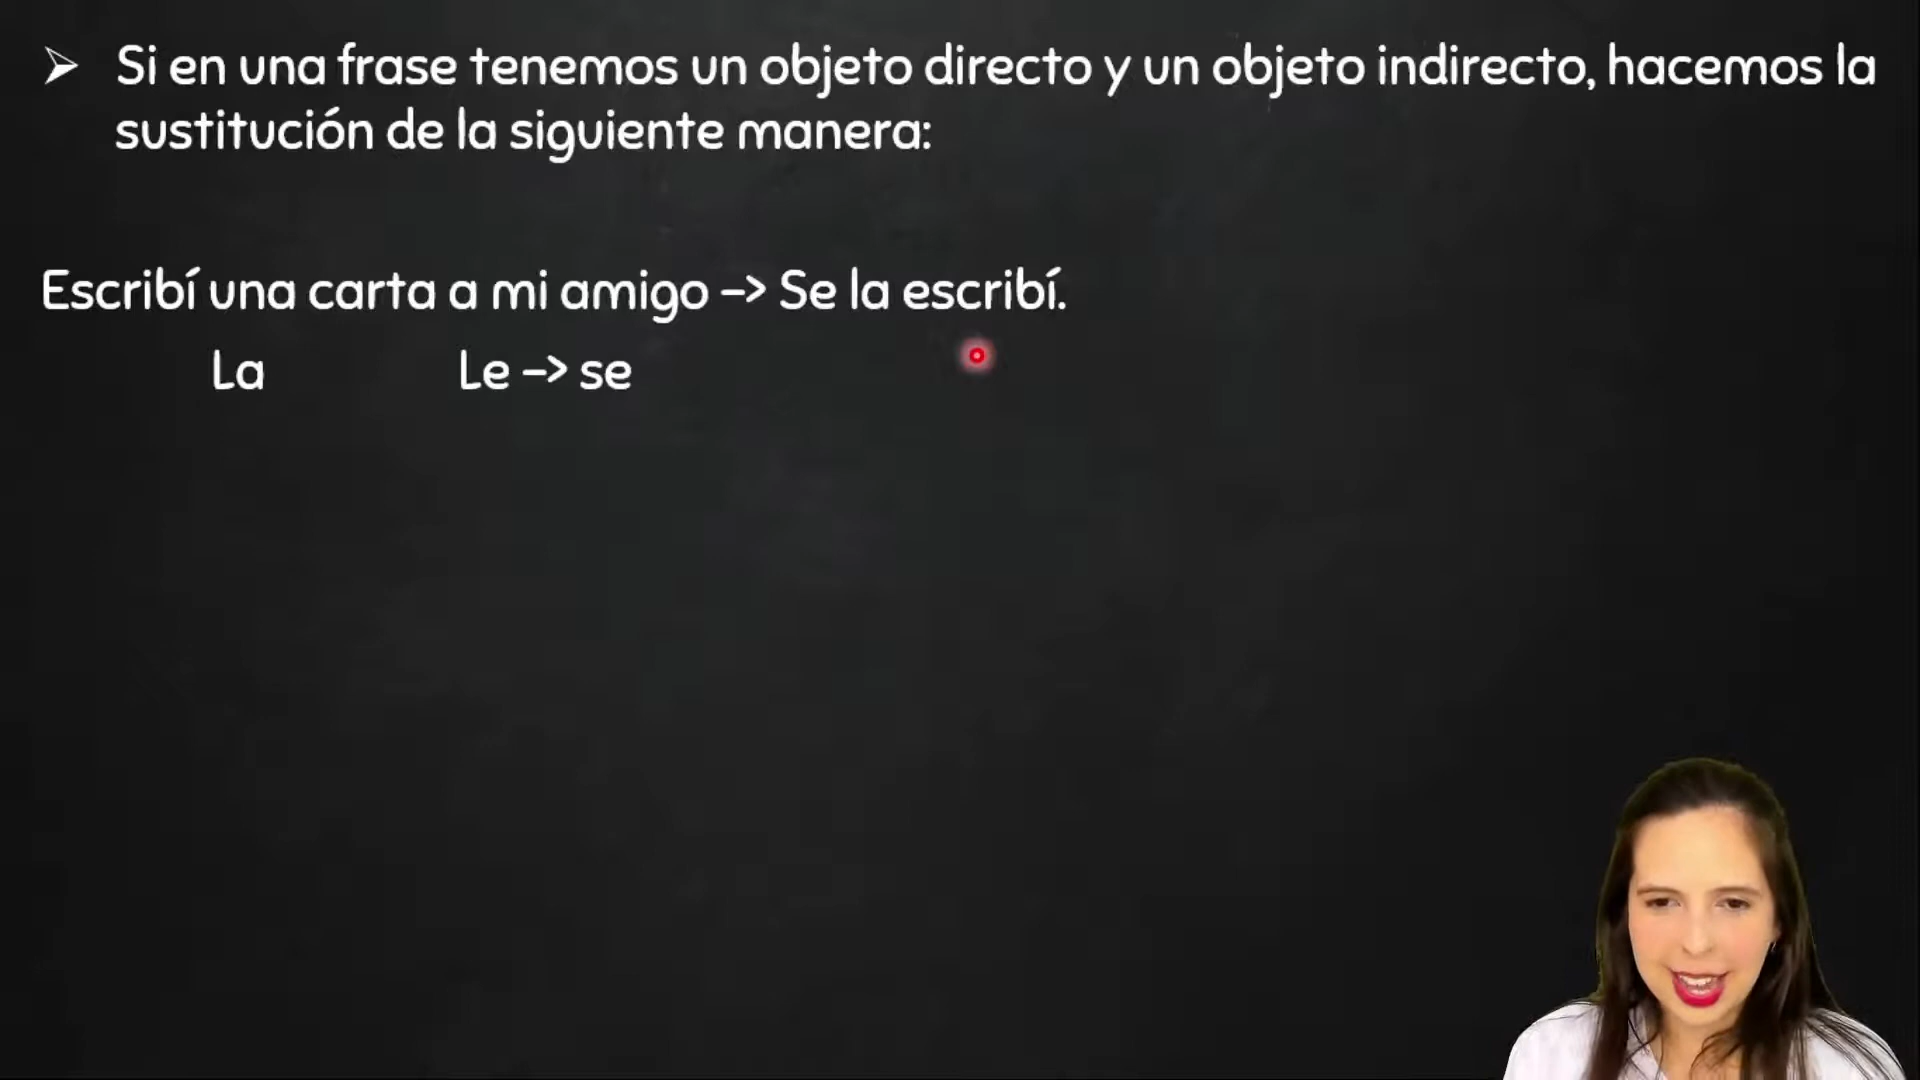 ➢ Si en una frase tenemos un objeto directo y un objeto indirecto, hacemos la
sustitución de la siguiente manera:
Escribí una carta a mi amigo –> Se la escribí.
La Le –> se